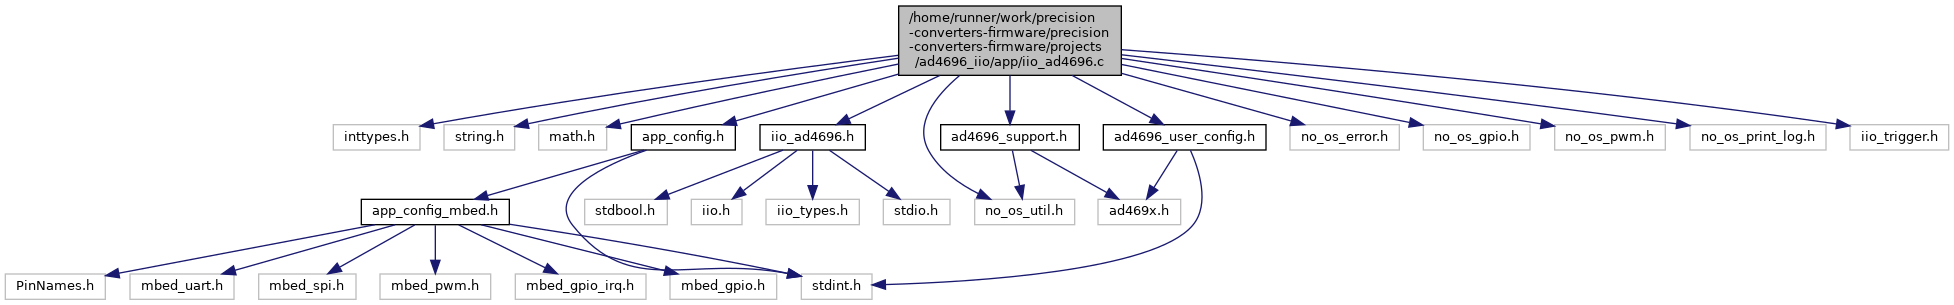 /home/runner/work/precision
-converters-firmware/precision
-converters-firmware/projects
/ad4696_iio/app/iio_ad4696.c
inttypes.h
string.h
math.h
app_config.h
iio_ad4696.h
ad4696_support.h
ad4696_user_config.h
no_os_error.h
no_os_gpio.h
no_os_pwm.h
no_os_print_log.h
iio_trigger.h
app_config_mbed.h
stdbool.h
iio.h
iio_types.h
stdio.h
no_os_util.h
ad469x.h
PinNames.h
mbed_uart.h
mbed_spi.h
mbed_pwm.h
mbed_gpio_irq.h
mbed_gpio.h
stdint.h